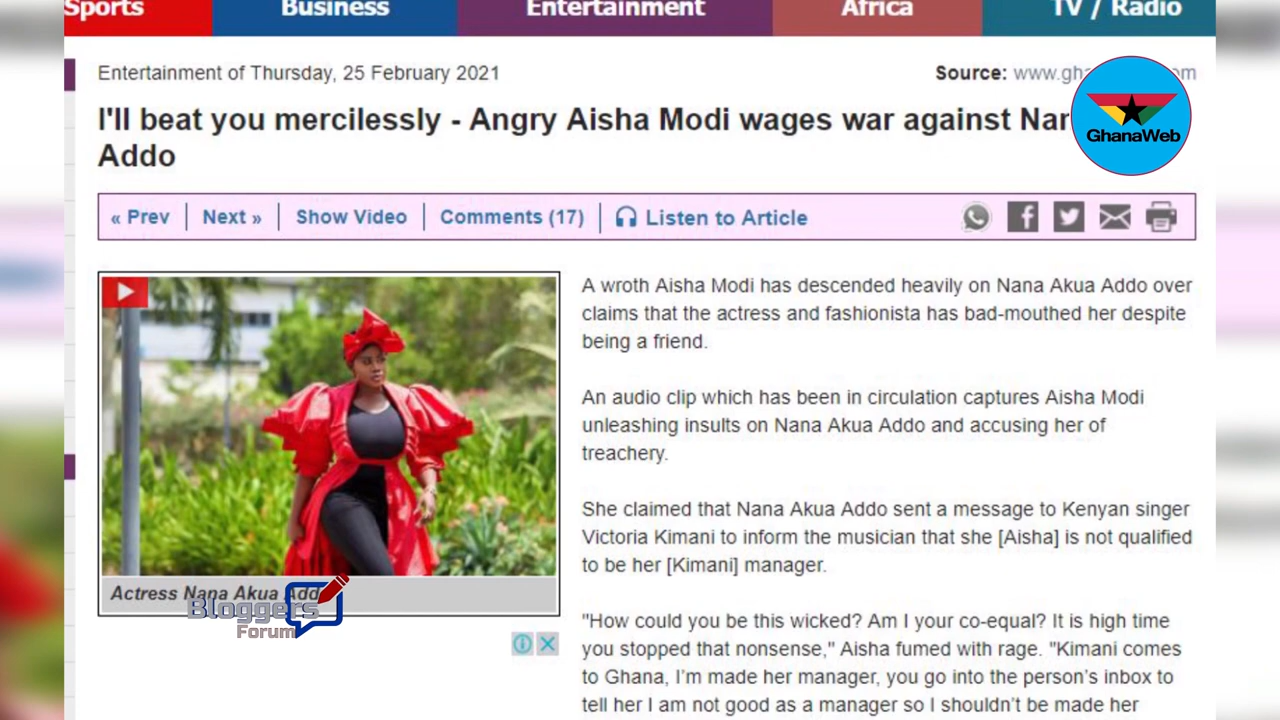 Sports Business Entertainment Africa TV / Radio
Entertainment of Thursday, 25 February 2021
Source: www.gh
m
GhanaWeb
I'll beat you mercilessly - Angry Aisha Modi wages war against
Addo
« Prev Next » Show Video Comments (17) Listen to Article
A wroth Aisha Modi has descended heavily on Nana Akua Addo over
claims that the actress and fashionista has bad-mouthed her despite
being a friend.
An audio clip which has been in circulation captures Aisha Modi
unleashing insults on Nana Akua Addo and accusing her of
treachery.
She claimed that Nana Akua Addo sent a message to Kenyan singer
Victoria Kimani to inform the musician that she [Aisha] is not qualified
to be her [Kimani] manager.
"How could you be this wicked? Am I your co-equal? It is high time
you stopped that nonsense," Aisha fumed with rage. "Kimani comes
to Ghana, I'm made her manager, you go into the person's inbox to
tell her I am not good as a manager so I shouldn't be made her
Actress Nana Akua Addo
Bloggers
Forum